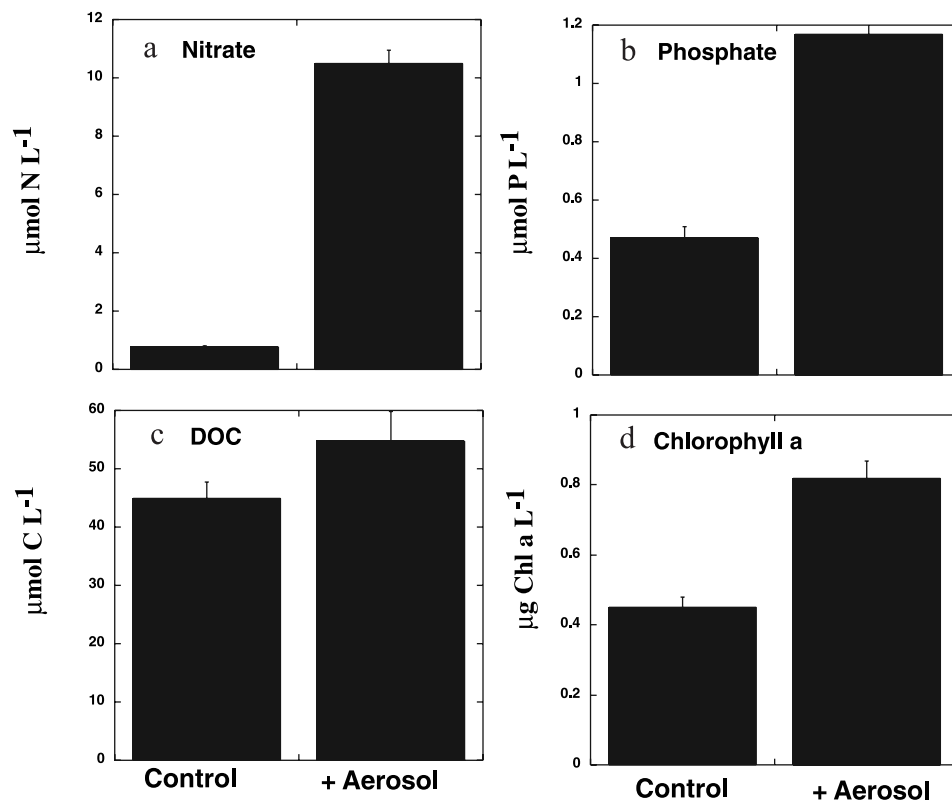 a Nitrate
12
10
8
6
4
2
0
µmol N L-1
b Phosphate
1.2
1
0.8
0.6
0.4
0.2
0
µmol P L-1
c DOC
60
50
40
30
20
10
0
µmol C L-1
Control + Aerosol
d Chlorophyll a
1
0.8
0.6
0.4
0.2
0
µg Chl a L-1
Control + Aerosol